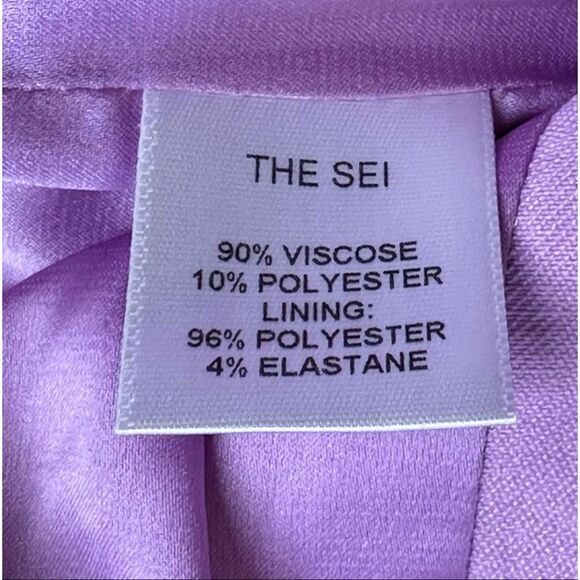 THE SEI
90% VISCOSE
10% POLYESTER
LINING:
96% POLYESTER
4% ELASTANE